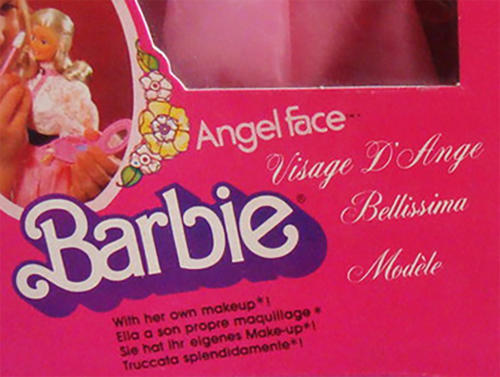 Angel face™
Visage D'Ange
Bellissima
Modèle
Barbie®
With her own makeup*!
Ella a son propre maquillage*
Sie hat Ihr eigenes Make-up*!
Truccata splendidamente*!